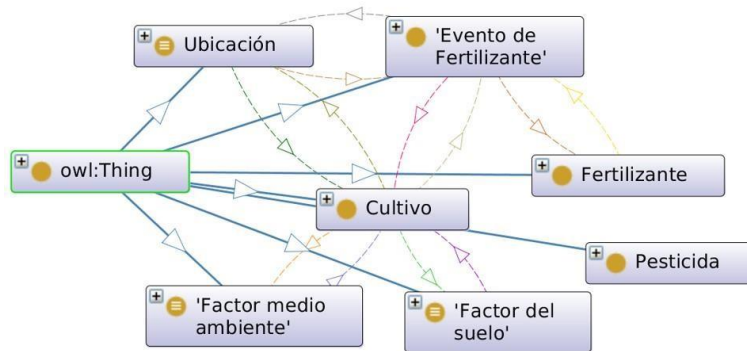 Ubicación
'Evento de
Fertilizante'
owl:Thing
Fertilizante
Cultivo
Pesticida
'Factor medio
ambiente'
'Factor del
suelo'